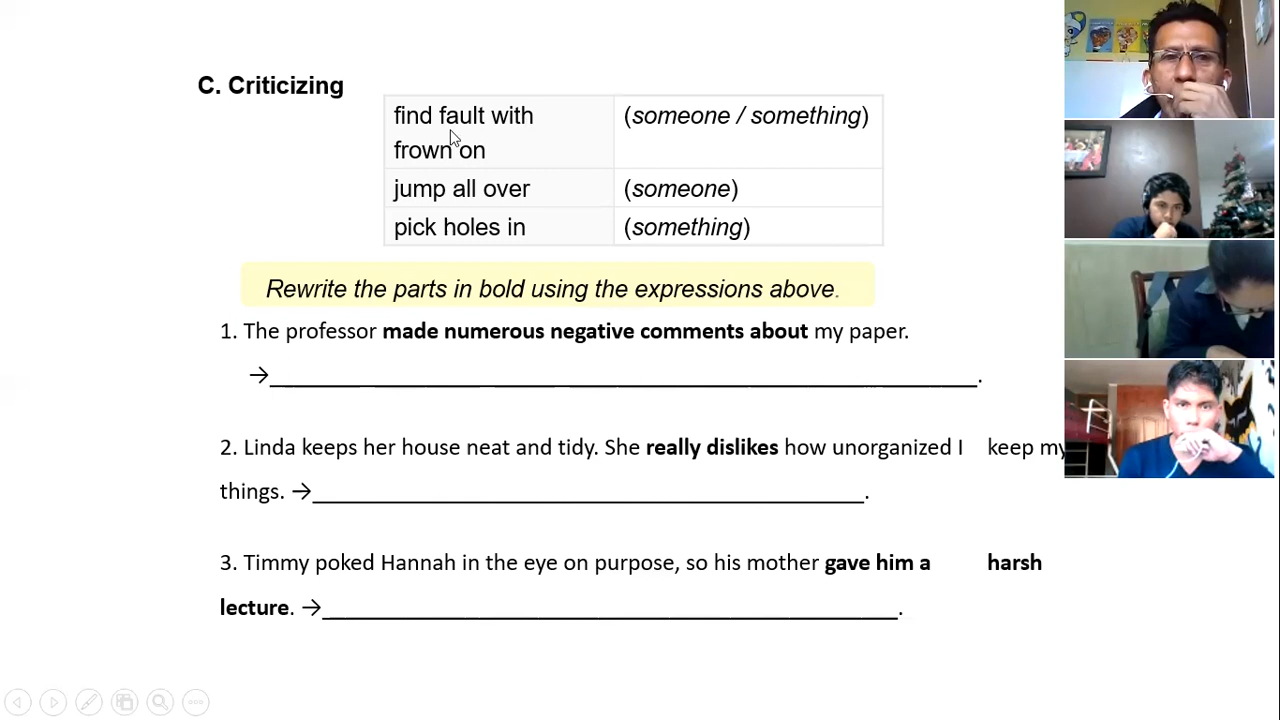 C. Criticizing
find fault with (someone / something)
frown on
jump all over (someone)
pick holes in (something)
Rewrite the parts in bold using the expressions above.
1. The professor made numerous negative comments about my paper.
→_______________________________________________.
2. Linda keeps her house neat and tidy. She really dislikes how unorganized I keep my
things. →_____________________________________.
3. Timmy poked Hannah in the eye on purpose, so his mother gave him a harsh
lecture. →______________________________________.